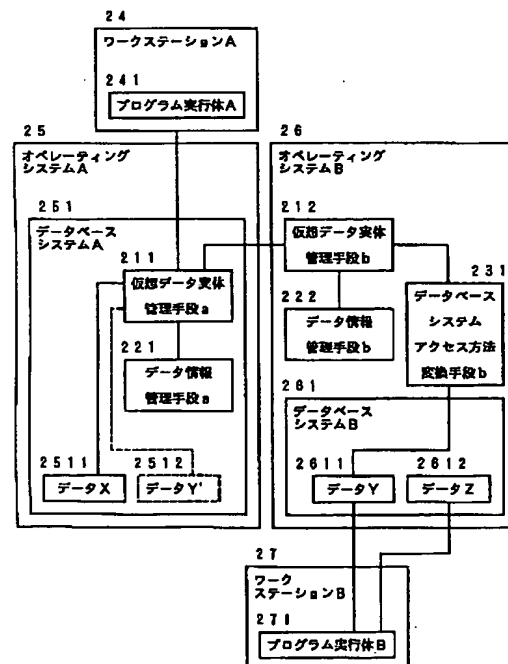 24
ワークステーションA
241
プログラム実行体A
25
オペレーティング
システムA
251
データベース
システムA
211
仮想データ実体
管理手段a
221
データ情報
管理手段a
2511
データX
2512
データY'
26
オペレーティング
システムB
212
仮想データ実体
管理手段b
222
データ情報
管理手段b
231
データベース
システム
アクセス方法
変換手段b
261
データベース
システムB
2611
データY
2612
データZ
27
ワーク
ステーションB
271
プログラム実行体B